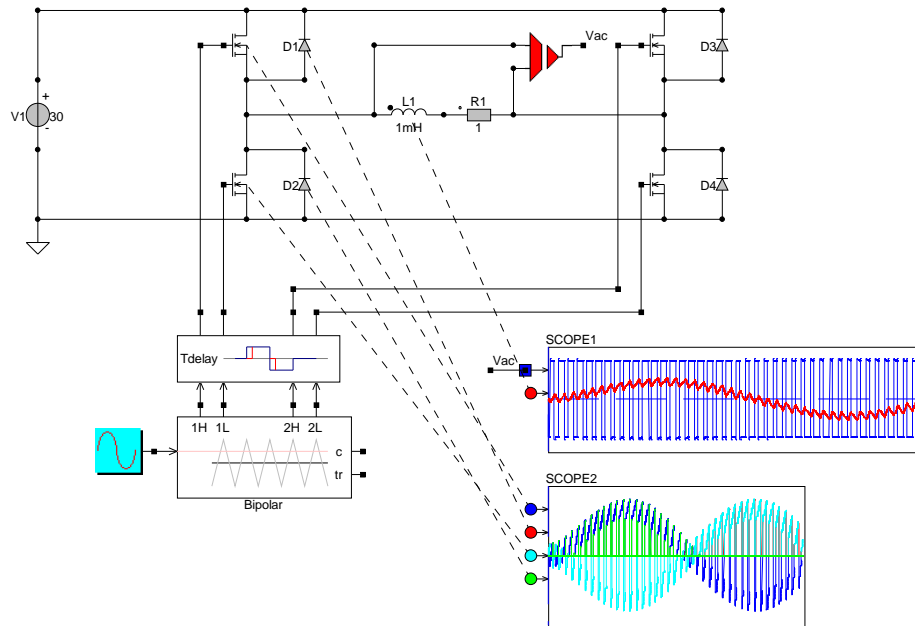 Vac
D1
D3
+
V1 30
-
L1
1mH
R1
1
D2
D4
Tdelay
SCOPE1
Vac
1H 1L 2H 2L
c
tr
Bipolar
SCOPE2